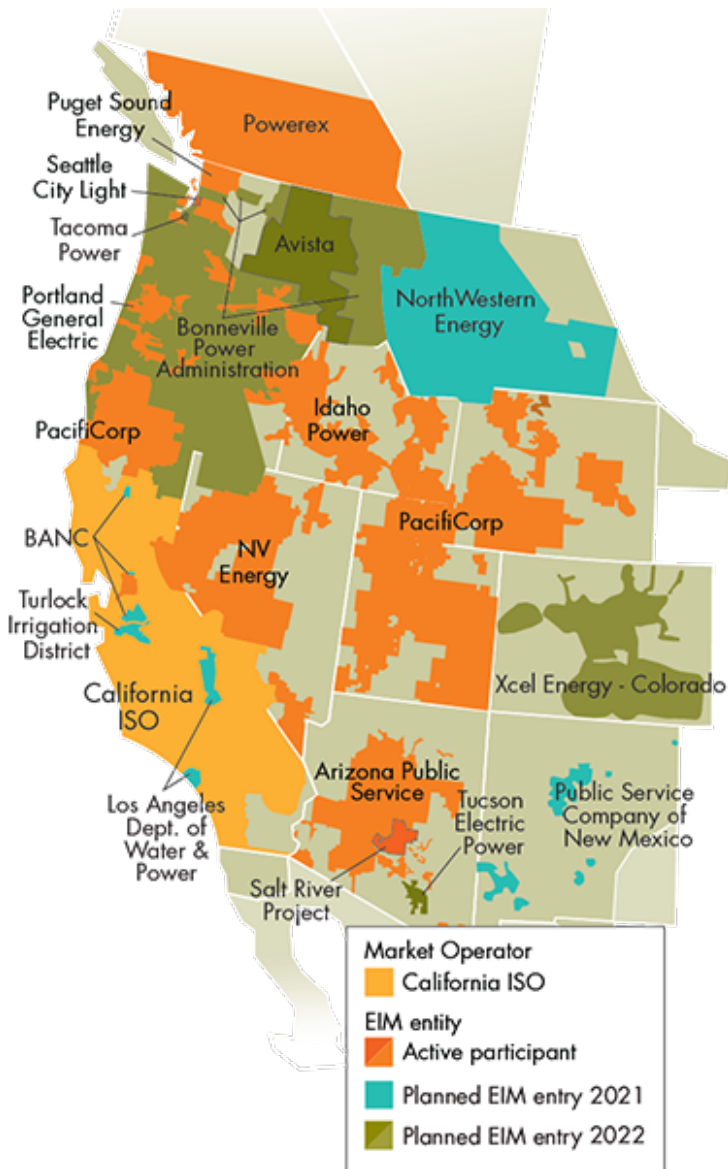 Puget Sound
Energy
Powerex
Seattle
City Light
Tacoma
Power
Avista
NorthWestern
Energy
Portland
General
Electric
Bonneville
Power
Administration
Idaho
Power
PacifiCorp
PacifiCorp
BANC
NV
Energy
Turlock
Irrigation
District
Xcel Energy - Colorado
California
ISO
Arizona Public
Service
Tucson
Electric
Power
Public Service
Company of
New Mexico
Los Angeles
Dept. of
Water &
Power
Salt River
Project
Market Operator
California ISO
EIM entity
Active participant
Planned EIM entry 2021
Planned EIM entry 2022